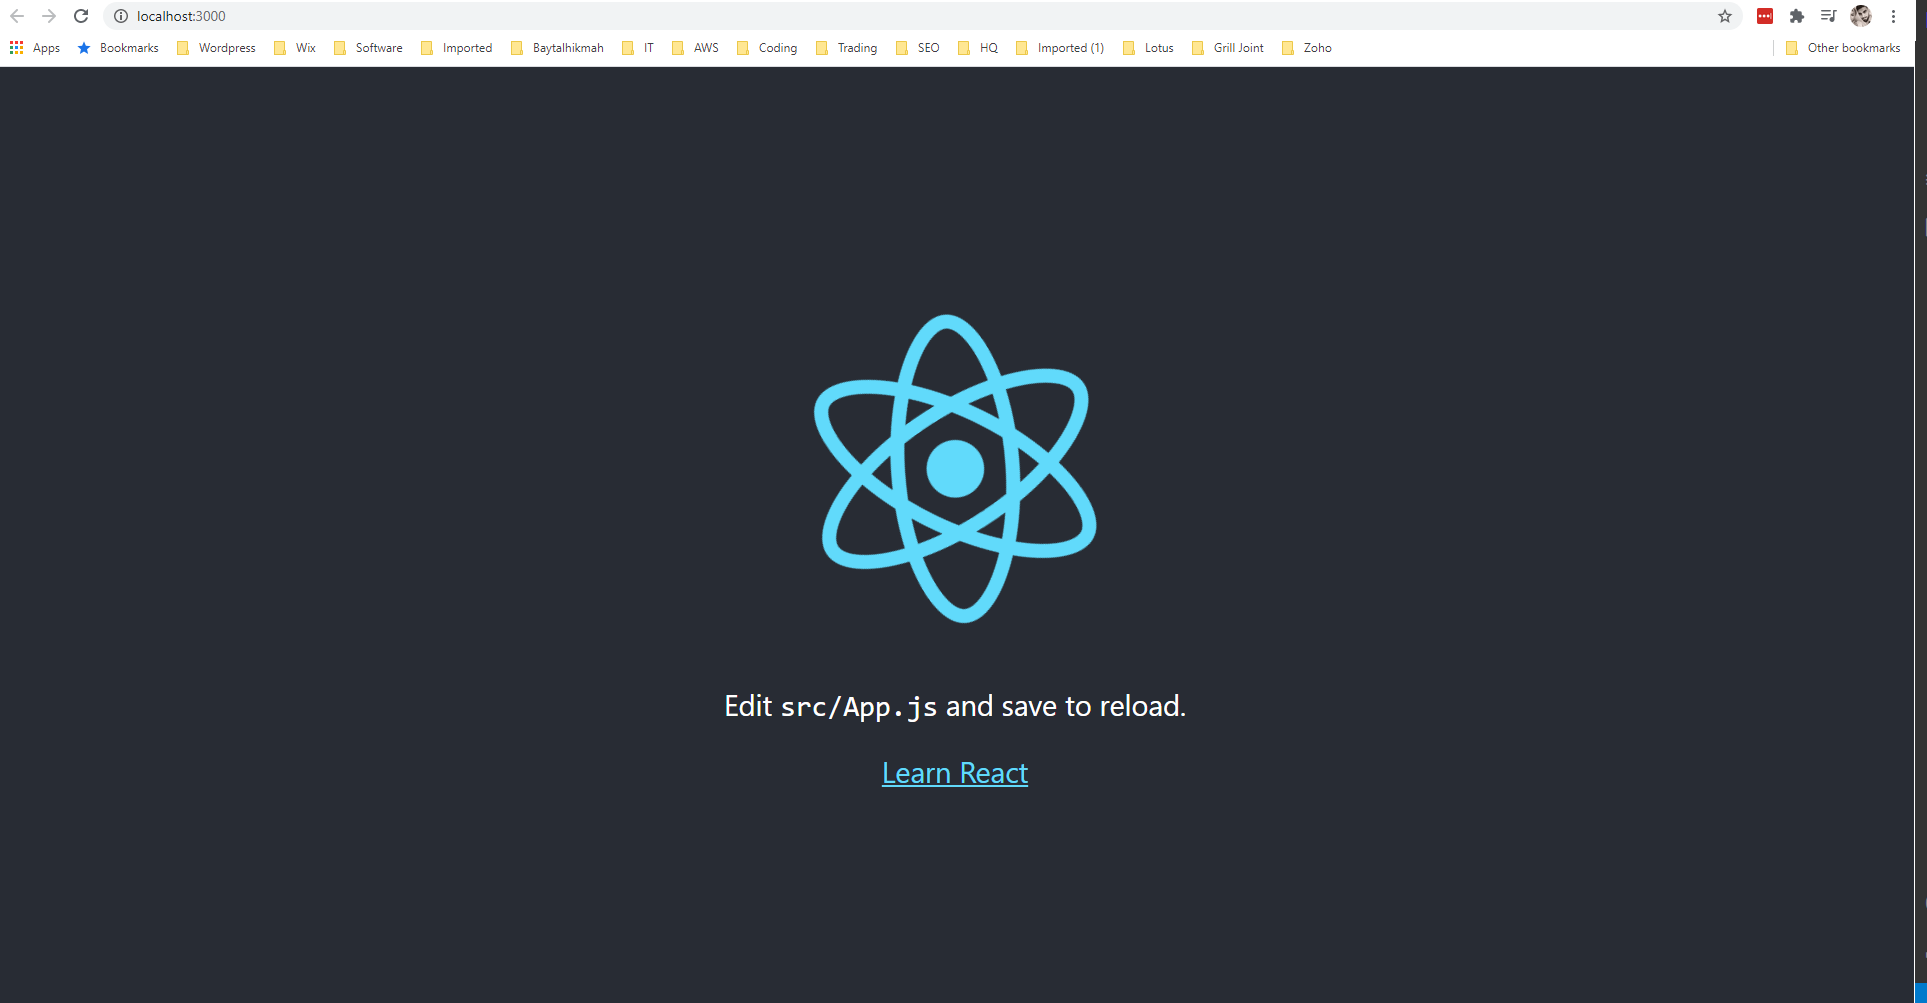 localhost:3000
Apps Bookmarks Wordpress Wix Software Imported Baytalhikmah IT AWS Coding Trading SEO HQ Imported (1) Lotus Grill Joint Zoho Other bookmarks
Edit src/App.js and save to reload.
Learn React